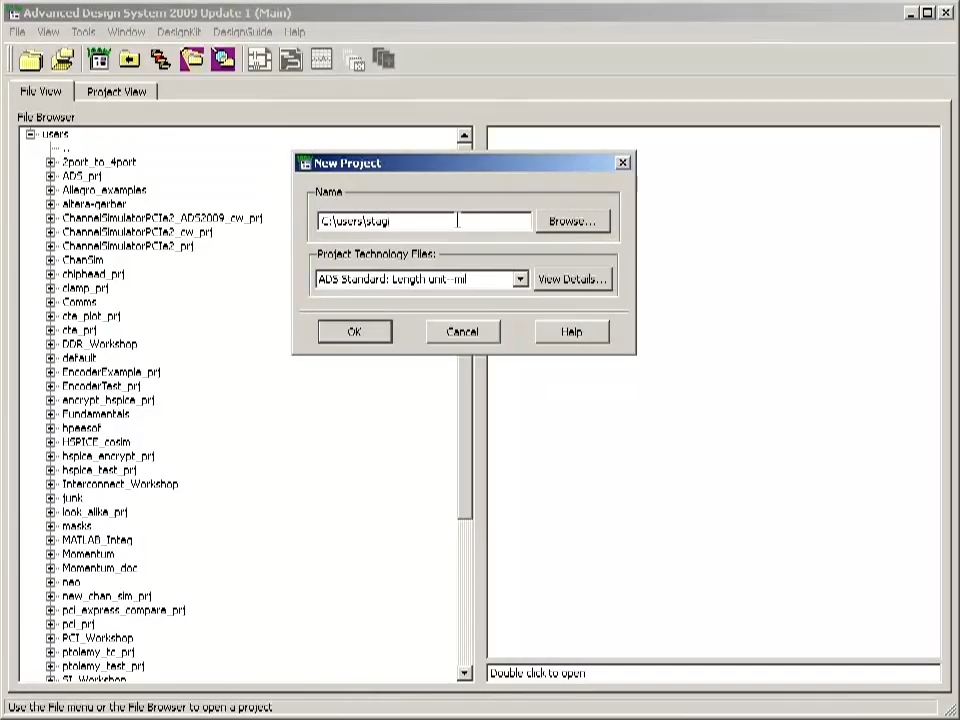 Advanced Design System 2009 Update 1 (Main)
File View Tools Window DesignKit DesignGuide Help
File View Project View
File Browser
users
..
2port_to_4port
ADS_prj
Allegro_examples
altera-gerber
ChannelSimulatorPCIe2_ADS2009_cw_prj
ChannelSimulatorPCIe2_cw_prj
ChannelSimulatorPCIe2_prj
ChanSim
chiphead_prj
clamp_prj
Comms
cte_plot_prj
cte_prj
DDR_Workshop
default
EncoderExample_prj
EncoderTest_prj
encrypt_hspice_prj
Fundamentals
hpeesof
HSPICE_cosim
hspice_encrypt_prj
hspice_test_prj
Interconnect_Workshop
junk
look_alike_prj
masks
MATLAB_Integ
Momentum
Momentum_doc
neo
new_chan_sim_prj
pci_express_compare_prj
pci_prj
PCI_Workshop
ptolemy_tc_prj
ptolemy_test_prj
SI_Workshop
New Project
Name
C:\users\stagi
Browse...
Project Technology Files:
ADS Standard: Length unit--mil
View Details...
OK Cancel Help
Double click to open
Use the File menu or the File Browser to open a project